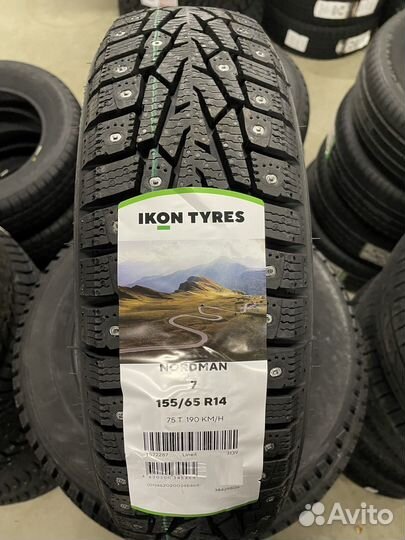 IKON TYRES
NORDMAN
7
155/65 R14
75 T 190 KM/H
Avito